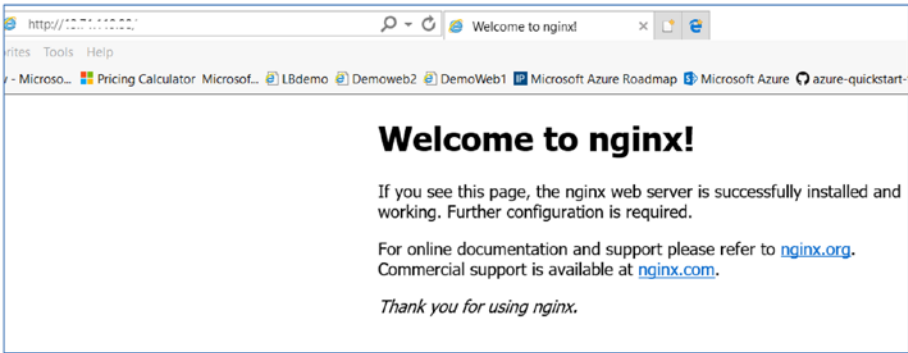 http://
Welcome to nginx!
rites Tools Help
- Microso... Pricing Calculator Microsof... LBdemo Demoweb2 DemoWeb1 Microsoft Azure Roadmap Microsoft Azure azure-quickstart-
Welcome to nginx!
If you see this page, the nginx web server is successfully installed and
working. Further configuration is required.
For online documentation and support please refer to nginx.org.
Commercial support is available at nginx.com.
Thank you for using nginx.